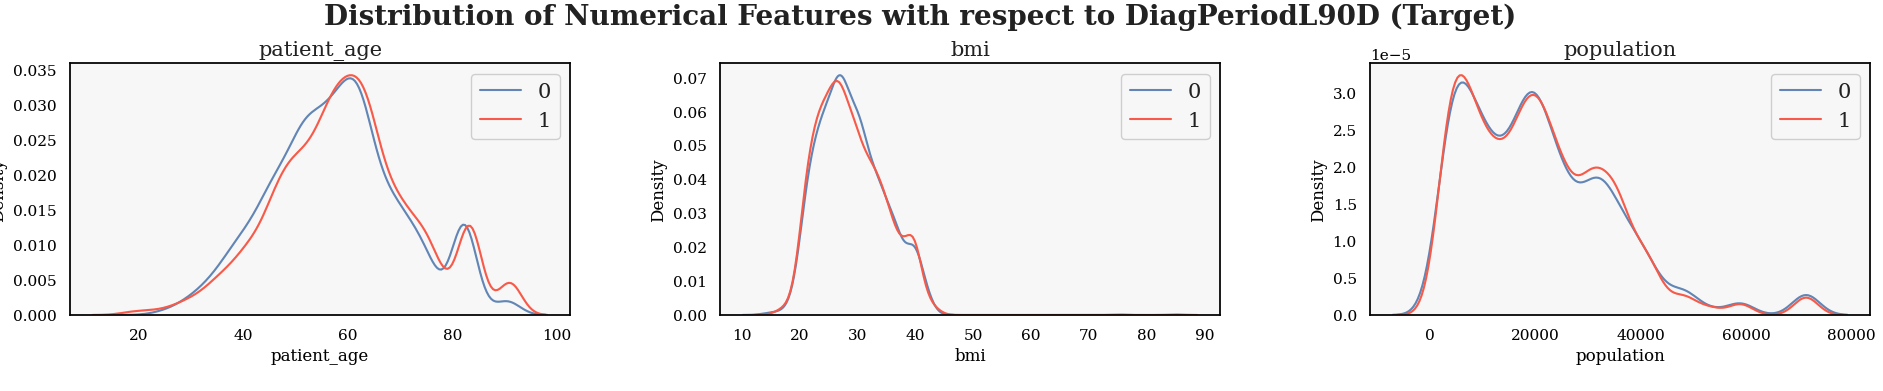 Distribution of Numerical Features with respect to DiagPeriodL90D (Target)
patient_age
0.035
0.030
0.025
0.020
0.015
0.010
0.005
0.000
0
1
20 40 60 80 100
patient_age
bmi
Density
0.07
0.06
0.05
0.04
0.03
0.02
0.01
0.00
0
1
10 20 30 40 50 60 70 80 90
bmi
population
1e−5
Density
3.0
2.5
2.0
1.5
1.0
0.5
0.0
0
1
0 20000 40000 60000 80000
population